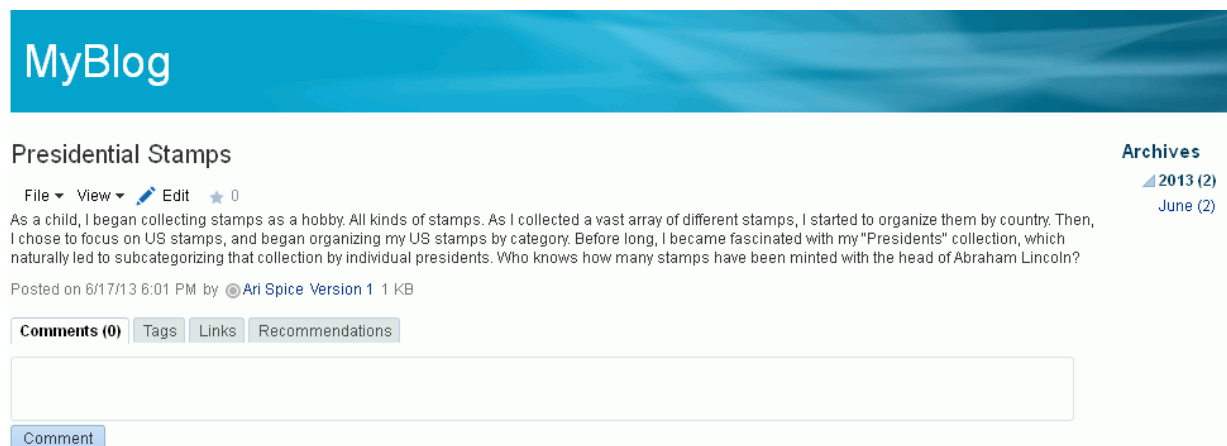 MyBlog
Presidential Stamps
File View Edit 0
As a child, I began collecting stamps as a hobby. All kinds of stamps. As I collected a vast array of different stamps, I started to organize them by country. Then,
I chose to focus on US stamps, and began organizing my US stamps by category. Before long, I became fascinated with my "Presidents" collection, which
naturally led to subcategorizing that collection by individual presidents. Who knows how many stamps have been minted with the head of Abraham Lincoln?
Posted on 6/17/13 6:01 PM by Ari Spice Version 1 1 KB
Comments (0) Tags Links Recommendations
Comment
Archives
2013 (2)
June (2)